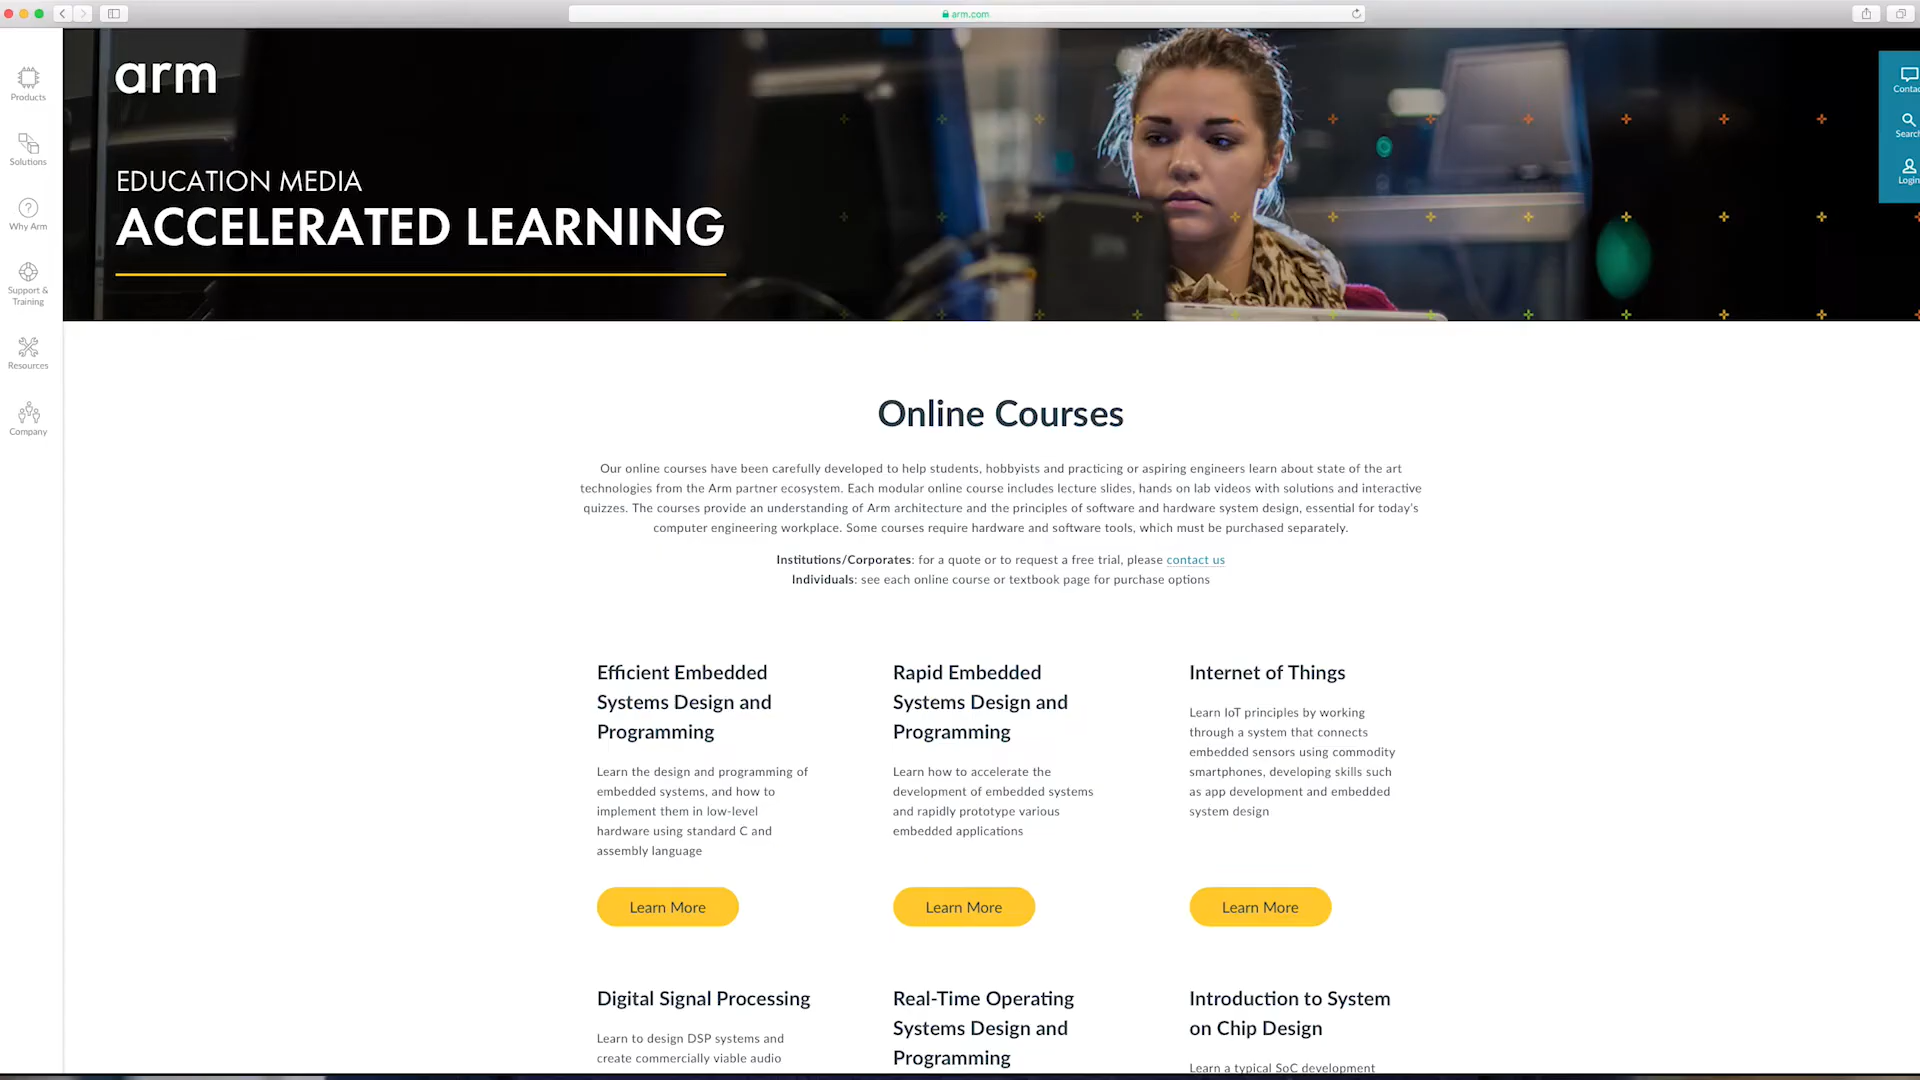 arm.com
Products
Solutions
Why Arm
Support &
Training
Resources
Company
arm
EDUCATION MEDIA
ACCELERATED LEARNING
Contac
Search
Login
Online Courses
Our online courses have been carefully developed to help students, hobbyists and practicing or aspiring engineers learn about state of the art
technologies from the Arm partner ecosystem. Each modular online course includes lecture slides, hands on lab videos with solutions and interactive
quizzes. The courses provide an understanding of Arm architecture and the principles of software and hardware system design, essential for today's
computer engineering workplace. Some courses require hardware and software tools, which must be purchased separately.
Institutions/Corporates: for a quote or to request a free trial, please contact us
Individuals: see each online course or textbook page for purchase options
Efficient Embedded
Systems Design and
Programming
Learn the design and programming of
embedded systems, and how to
implement them in low-level
hardware using standard C and
assembly language
Learn More
Rapid Embedded
Systems Design and
Programming
Learn how to accelerate the
development of embedded systems
and rapidly prototype various
embedded applications
Learn More
Internet of Things
Learn IoT principles by working
through a system that connects
embedded sensors using commodity
smartphones, developing skills such
as app development and embedded
system design
Learn More
Digital Signal Processing
Learn to design DSP systems and
create commercially viable audio
Real-Time Operating
Systems Design and
Programming
Introduction to System
on Chip Design
Learn a typical SoC development